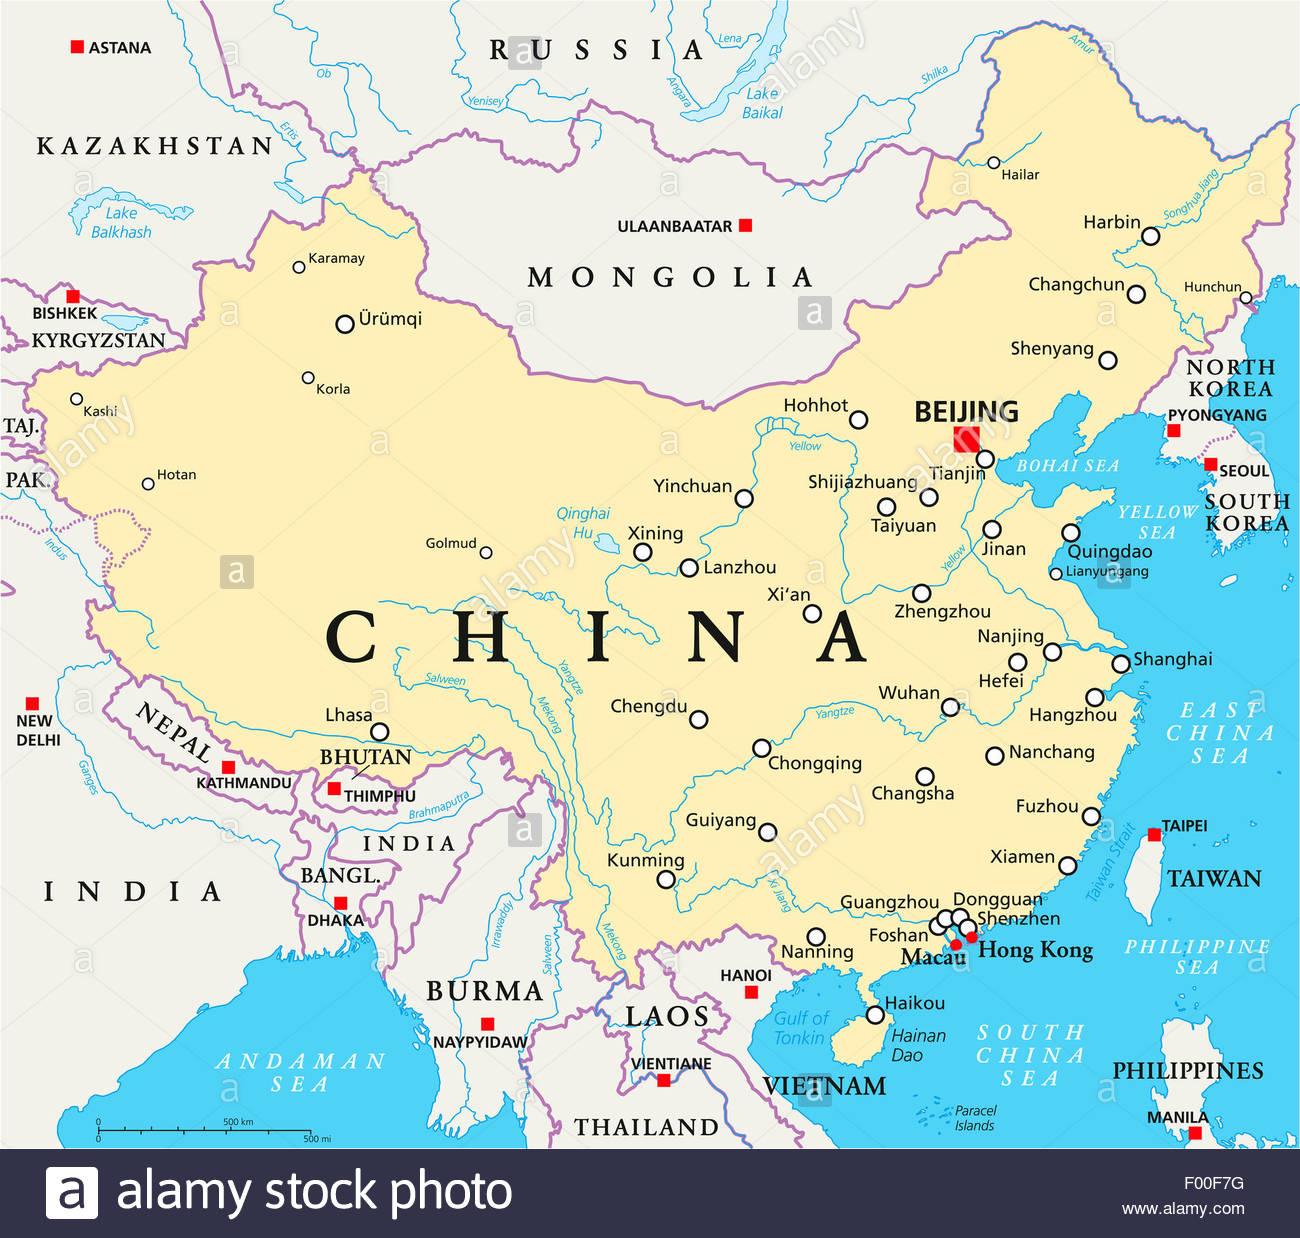 RUSSIA
ASTANA
Ob
Yenisey
Lena
Angara
Lake
Baikal
Shilka
Amur
KAZAKHSTAN
Ertis
Hailar
Songhua Jiang
Lake
Balkhash
ULAANBAATAR
Harbin
Karamay
MONGOLIA
Changchun
Hunchun
BISHKEK
KYRGYZSTAN
Ürümqi
Shenyang
NORTH
KOREA
Korla
Kashi
TAJ.
Hohhot
BEIJING
PYONGYANG
Yellow
BOHAI SEA
SEOUL
PAK.
Hotan
Yinchuan
Shijiazhuang
Tianjin
SOUTH
KOREA
Qinghai
Hu
Xining
Taiyuan
YELLOW
SEA
Indus
Golmud
Lanzhou
Jinan
Yellow
Quingdao
Lianyungang
Xi'an
Zhengzhou
CHINA
Nanjing
Hefei
Shanghai
Salween
Yangtze
Mekong
Wuhan
Chengdu
Yangtze
Hangzhou
EAST
CHINA
SEA
NEW
DELHI
NEPAL
KATHMANDU
Lhasa
BHUTAN
THIMPHU
Chongqing
Nanchang
Changsha
Ganges
Brahmaputra
INDIA
Guiyang
Fuzhou
TAIPEI
Kunming
Xiamen
Taiwan Strait
TAIWAN
INDIA
BANGL.
DHAKA
Xi Jiang
Guangzhou
Dongguan
Shenzhen
Foshan
Macau
Hong Kong
Irrawaddy
Salween
Mekong
Nanning
PHILIPPINE
SEA
HANOI
BURMA
NAYPYIDAW
LAOS
VIENTIANE
Gulf of
Tonkin
Haikou
Hainan
Dao
SOUTH
CHINA
SEA
ANDAMAN
SEA
VIETNAM
PHILIPPINES
MANILA
THAILAND
Paracel
Islands
0
500 km
0
500 mi
a
alamy
a alamy stock photo
F00F7G
www.alamy.com